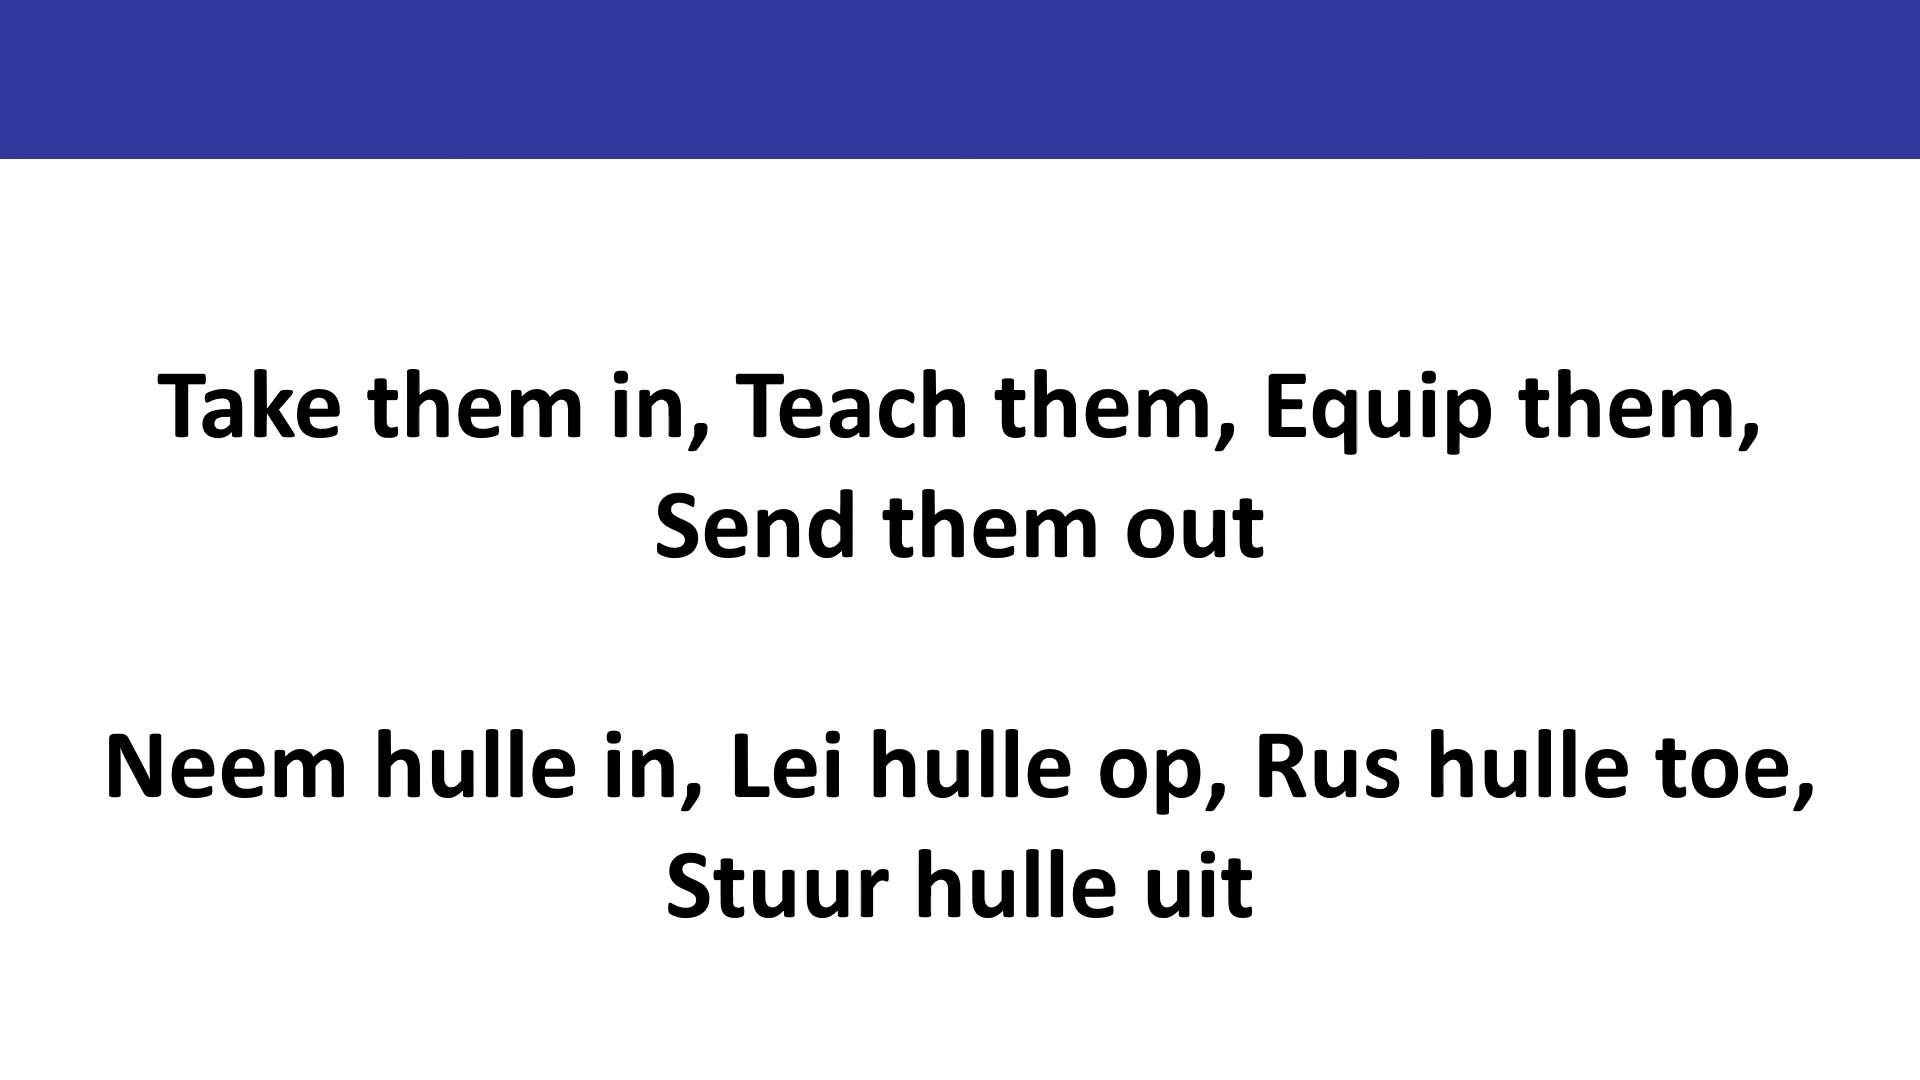 Take them in, Teach them, Equip them,
Send them out
Neem hulle in, Lei hulle op, Rus hulle toe,
Stuur hulle uit